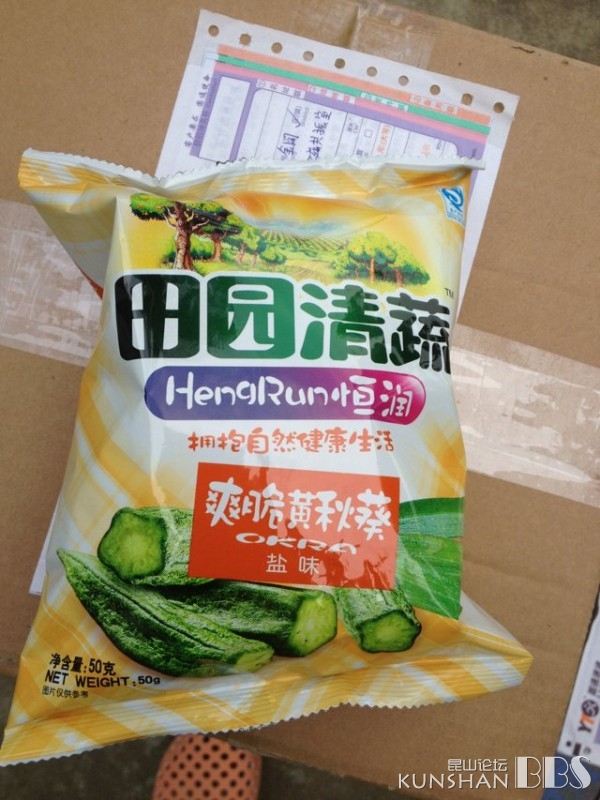 田园清蔬
TM
HengRun恒润
拥抱自然健康生活
爽脆黄秋葵
OKRA
盐味
净含量:50克
NET WEIGHT:50g
图片仅供参考
昆山论坛
KUNSHAN BBS